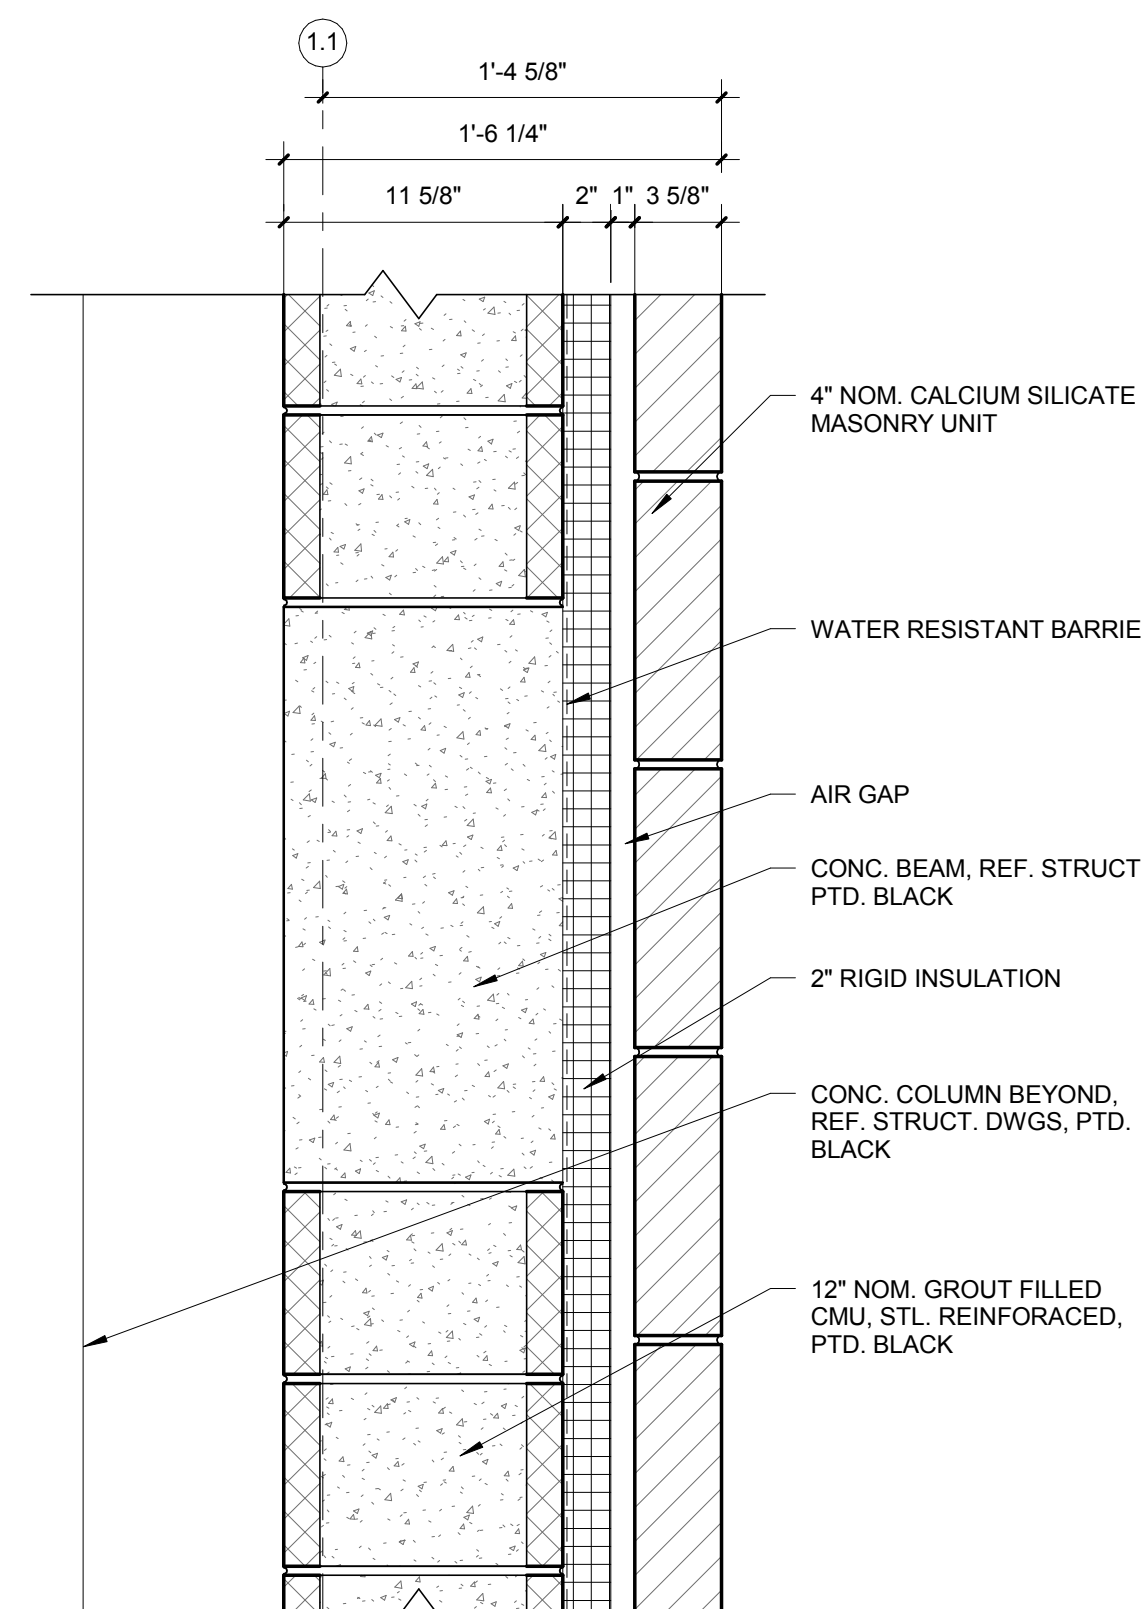 1.1
1'-4 5/8"
1'-6 1/4"
11 5/8" 2" 1" 3 5/8"
4" NOM. CALCIUM SILICATE
MASONRY UNIT
WATER RESISTANT BARRIE
AIR GAP
CONC. BEAM, REF. STRUCT
PTD. BLACK
2" RIGID INSULATION
CONC. COLUMN BEYOND,
REF. STRUCT. DWGS, PTD.
BLACK
12" NOM. GROUT FILLED
CMU, STL. REINFORACED,
PTD. BLACK